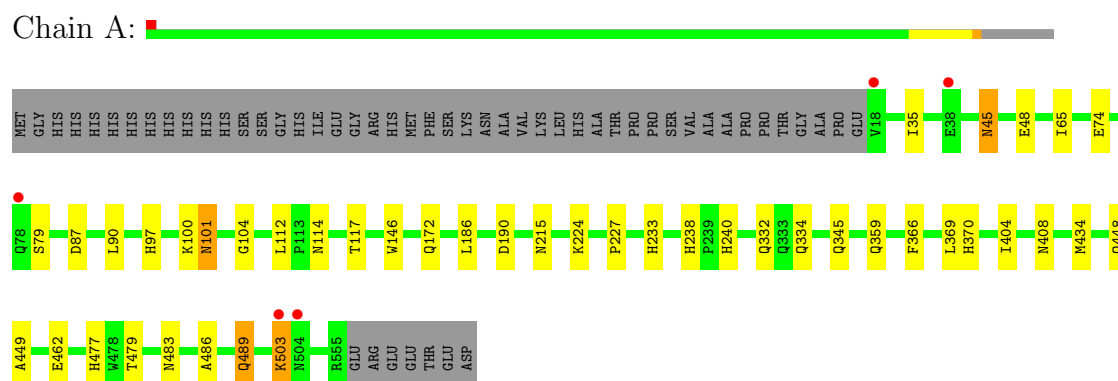 Chain A:
MET GLY HIS HIS HIS HIS HIS HIS HIS HIS HIS HIS SER SER GLY HIS ILE GLU GLY ARG HIS MET PHE SER LYS ASN ALA VAL LYS LEU HIS ALA THR PRO PRO SER VAL ALA ALA PRO PRO THR GLY ALA PRO GLU V18 I35 E38 N45 E48 I65 E74
Q78 S79 D87 L90 H97 K100 N101 G104 L112 P113 N114 T117 W146 Q172 L186 D190 N215 K224 P227 H233 H238 P239 H240 Q332 Q333 Q334 Q345 Q359 F366 L369 H370 I404 N408 M434
A449 E462 H477 W478 T479 N483 A486 Q489 K503 N504 R555 GLU ARG GLU GLU THR GLU ASP